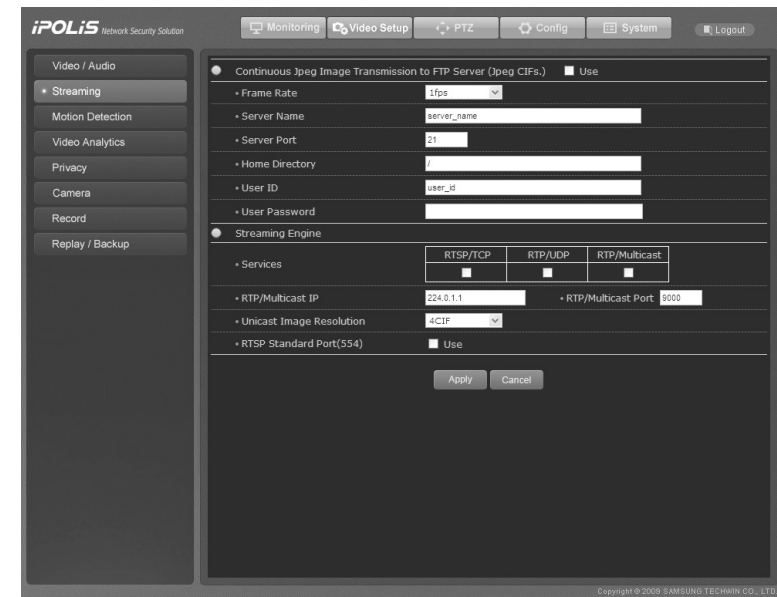 iPOLiS Network Security Solution
Monitoring Video Setup PTZ Config System Logout
Video / Audio
Streaming
Motion Detection
Video Analytics
Privacy
Camera
Record
Replay / Backup
Continuous Jpeg Image Transmission to FTP Server (Jpeg CIFs.) Use
Frame Rate 1fps
Server Name server_name
Server Port 21
Home Directory /
User ID user_id
User Password
Streaming Engine
Services RTSP/TCP RTP/UDP RTP/Multicast
RTP/Multicast IP 224.0.1.1 RTP/Multicast Port 9000
Unicast Image Resolution 4CIF
RTSP Standard Port(554) Use
Apply Cancel
Copyright © 2009 SAMSUNG TECHWIN CO., LTD